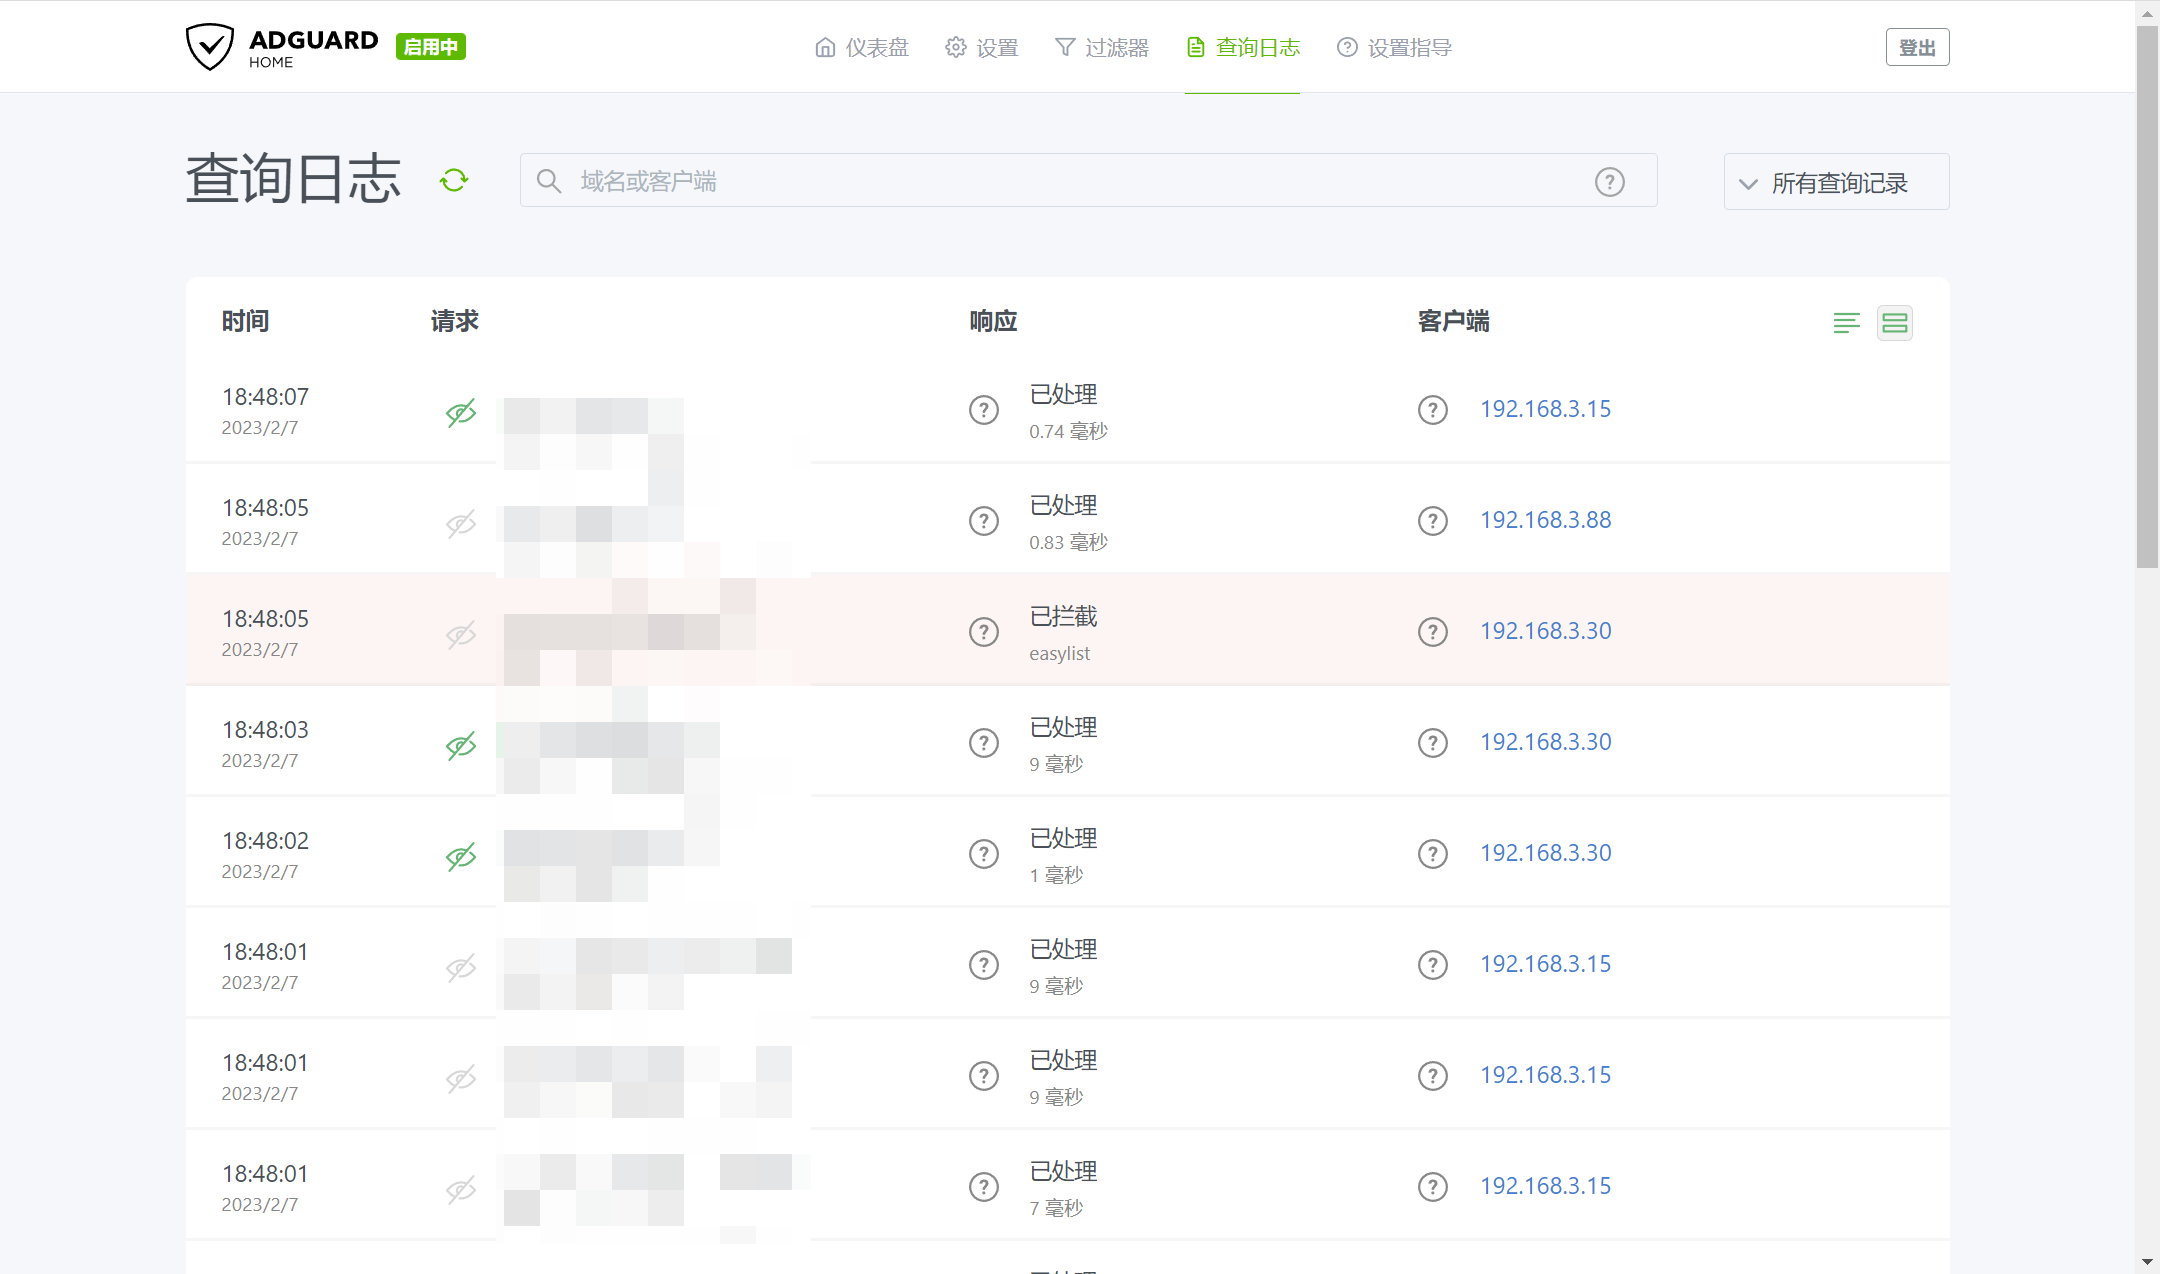 ADGUARD
HOME
启用中
仪表盘
设置
过滤器
查询日志
设置指导
登出
查询日志
域名或客户端
所有查询记录
时间
请求
响应
客户端
18:48:07
2023/2/7
已处理
0.74 毫秒
192.168.3.15
18:48:05
2023/2/7
已处理
0.83 毫秒
192.168.3.88
18:48:05
2023/2/7
已拦截
easylist
192.168.3.30
18:48:03
2023/2/7
已处理
9 毫秒
192.168.3.30
18:48:02
2023/2/7
已处理
1 毫秒
192.168.3.30
18:48:01
2023/2/7
已处理
9 毫秒
192.168.3.15
18:48:01
2023/2/7
已处理
9 毫秒
192.168.3.15
18:48:01
2023/2/7
已处理
7 毫秒
192.168.3.15